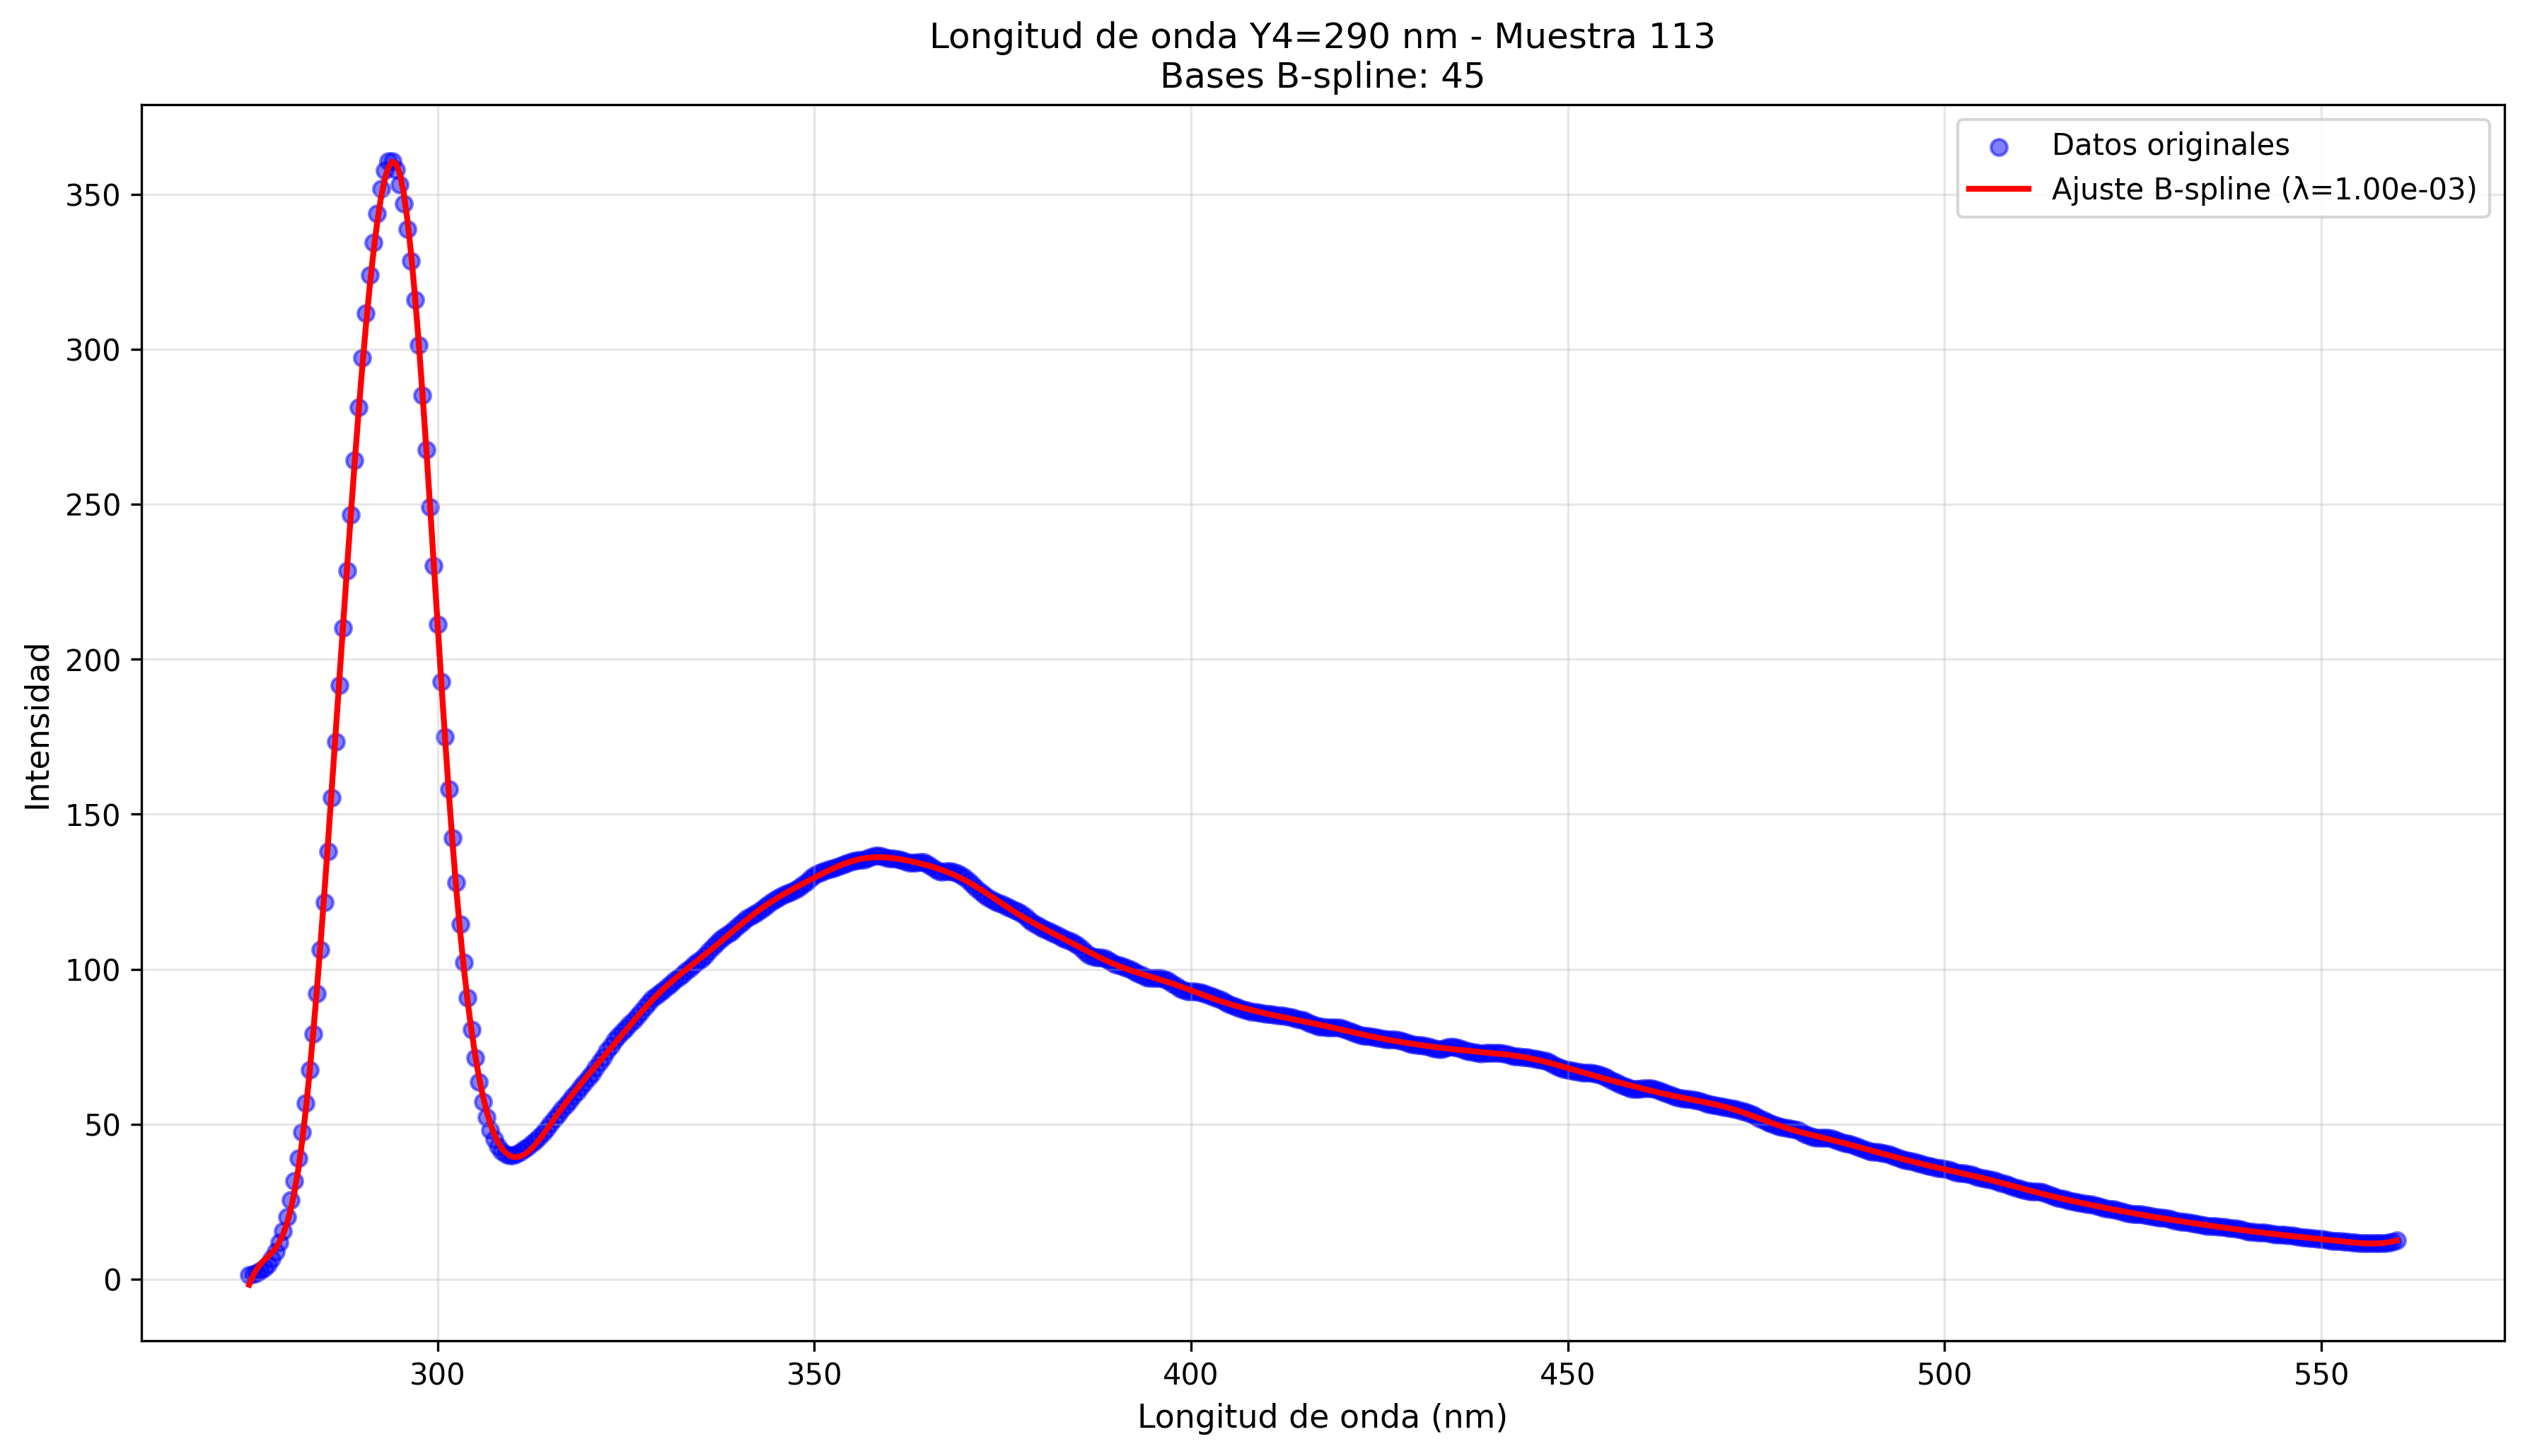 Longitud de onda Y4=290 nm - Muestra 113
Bases B-spline: 45
Datos originales
Ajuste B-spline (λ=1.00e-03)
Intensidad
350
300
250
200
150
100
50
0
300 350 400 450 500 550
Longitud de onda (nm)